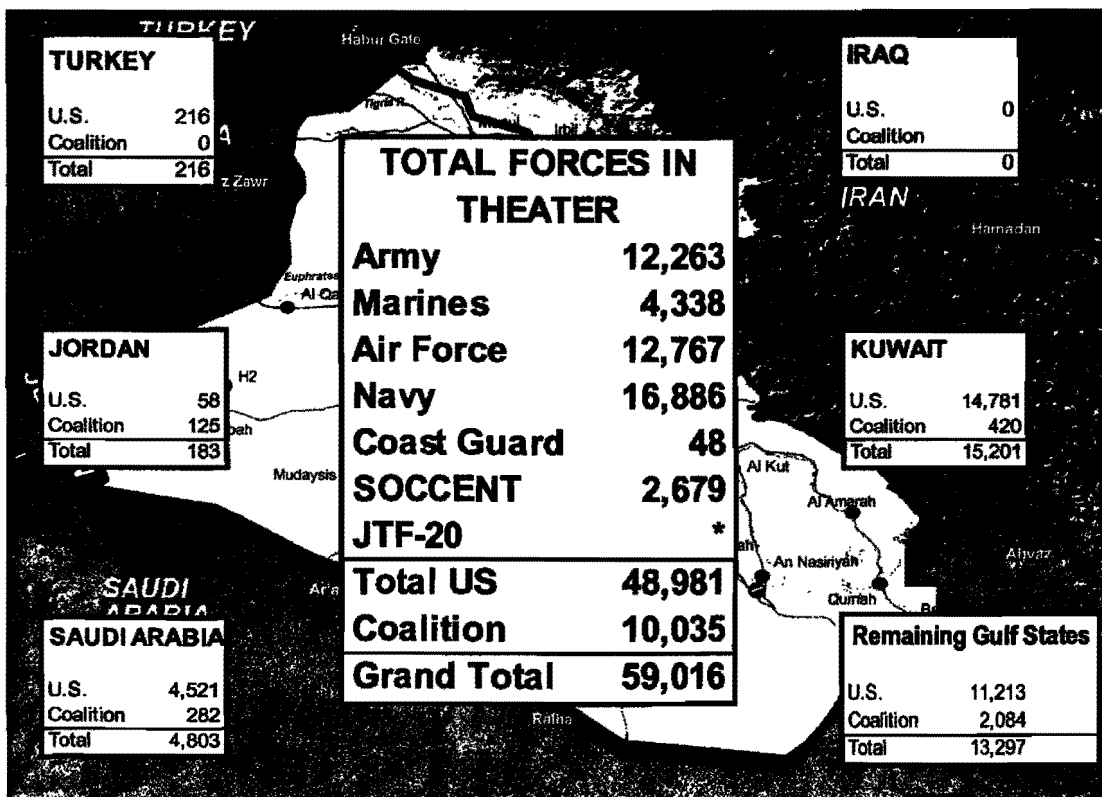 TURKEY
Habur Gate
TURKEY
U.S. 216
Coalition 0
Total 216
Tigris R.
Irbil
Zawr
IRAQ
U.S. 0
Coalition
Total 0
IRAN
Hamadan
TOTAL FORCES IN
THEATER
Army 12,263
Marines 4,338
Air Force 12,767
Navy 16,886
Coast Guard 48
SOCCENT 2,679
JTF-20 *
Total US 48,981
Coalition 10,035
Grand Total 59,016
Euphrates
Al Qa
JORDAN
U.S. 58
Coalition 125
Total 183
H2
bah
Mudaysis
KUWAIT
U.S. 14,781
Coalition 420
Total 15,201
Al Kut
Al Amarah
ah
An Nasiriyah
Qurnah
Ahvaz
SAUDI
ARABIA
Ar'a
SAUDI ARABIA
U.S. 4,521
Coalition 282
Total 4,803
Rafha
Remaining Gulf States
U.S. 11,213
Coalition 2,084
Total 13,297